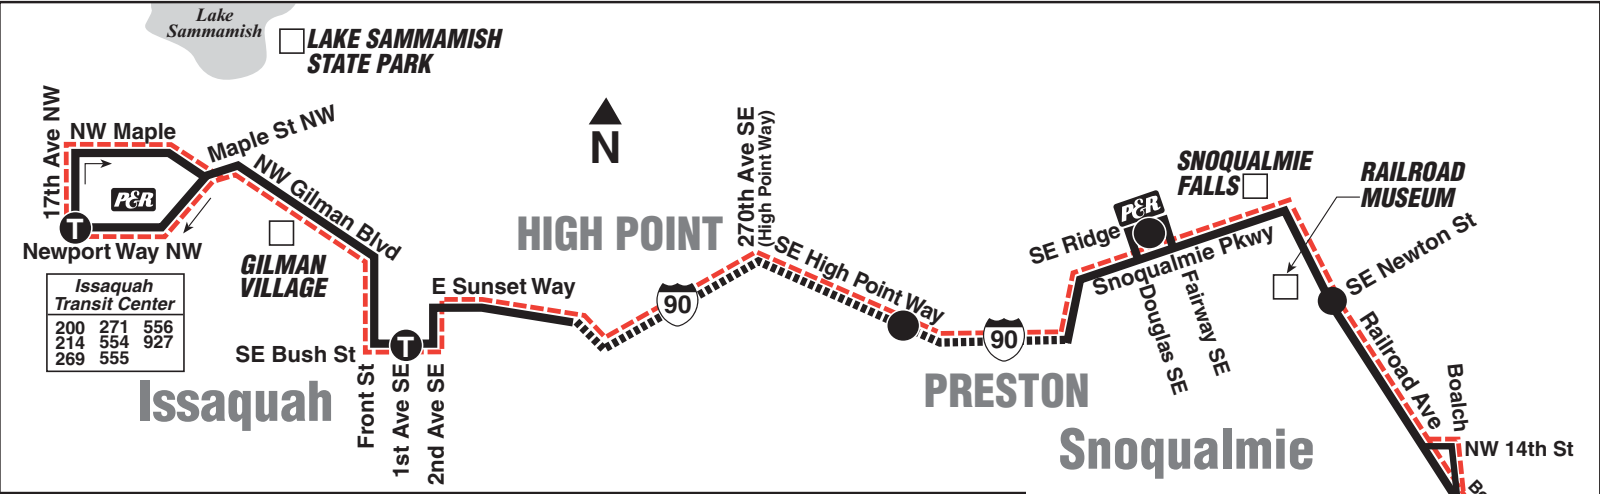 Lake
Sammamish
LAKE SAMMAMISH
STATE PARK
17th Ave NW
NW Maple
Maple St NW
P&R
T
Newport Way NW
NW Gilman Blvd
GILMAN
VILLAGE
Issaquah
Transit Center
200 271 556
214 554 927
269 555
Issaquah
SE Bush St
Front St
T
1st Ave SE
2nd Ave SE
E Sunset Way
N
HIGH POINT
90
270th Ave SE
(High Point Way)
SE High Point Way
90
PRESTON
SE Ridge
P&R
Snoqualmie Pkwy
Douglas SE
Fairway SE
SNOQUALMIE
FALLS
RAILROAD
MUSEUM
SE Newton St
Railroad Ave
Boalch
NW 14th St
Snoqualmie